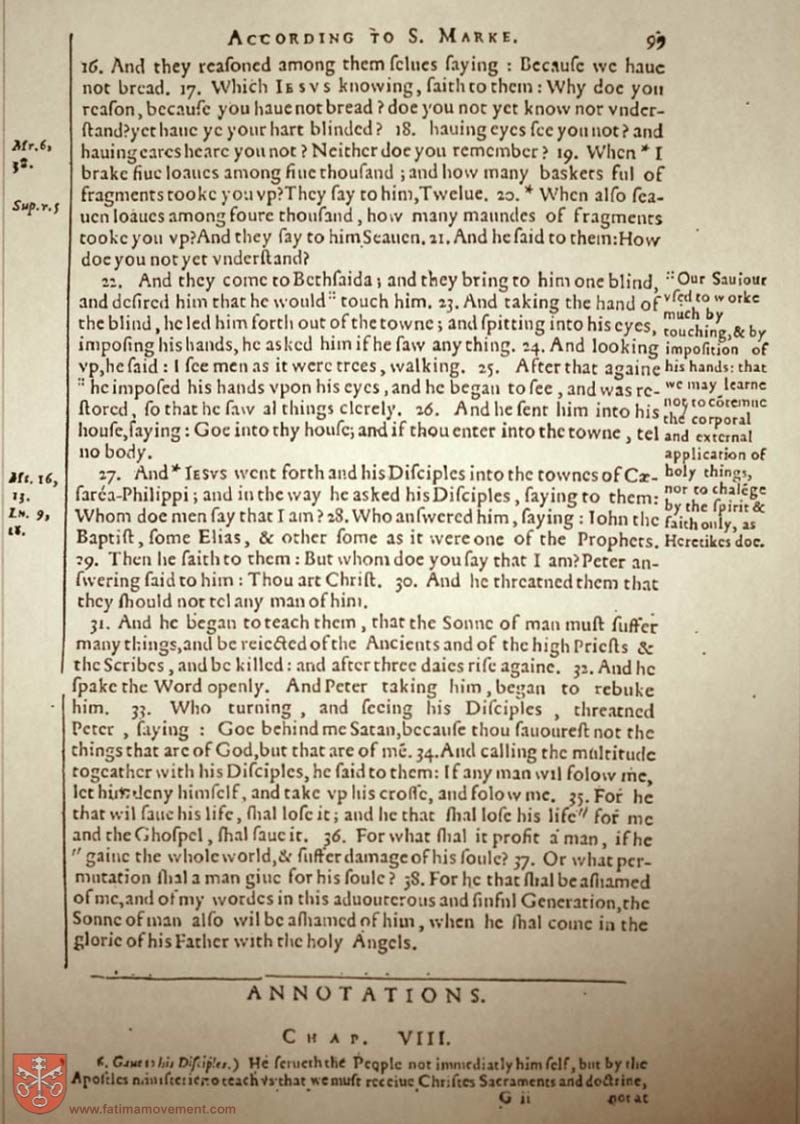 ACCORDING TO S. MARKE. 99
16. And they reaſoned among them ſelues ſaying : Becauſe we haue
not bread. 17. Which IESVS knowing, ſaith to them : Why doe you
reaſon, becauſe you haue not bread ? doe you not yet know nor vnder-
ſtand? yet haue ye your hart blinded ? 18. hauing eyes ſee you not ? and
hauing eares heare you not ? Neither doe you remember ? 19. When * I
brake fiue loaues among fiue thouſand ; and how many baskets ful of
fragments tooke you vp? They ſay to him, Twelue. 20. * When alſo ſea-
uen loaues among foure thouſand , how many maundes of fragments
tooke you vp? And they ſay to him Seauen. 21. And he ſaid to them: How
doe you not yet vnderſtand?
Mr. 6,
38.
Sup. v. 5
22. And they come to Bethſaida ; and they bring to him one blind,
and deſired him that he would :: touch him. 23. And taking the hand of
the blind, he led him forth out of the towne ; and ſpitting into his eyes,
impoſing his hands, he asked him if he ſaw any thing. 24. And looking
vp, he ſaid : I ſee men as it were trees, walking. 25. After that againe
:: he impoſed his hands vpon his eyes, and he began to ſee , and was re-
ſtored, ſo that he ſaw al things clerely. 26. And he ſent him into his
houſe, ſaying : Goe into thy houſe; and if thou enter into the towne , tel
no body.
:: Our Sauiour
vſed to worke
much by
touching, & by
impoſition of
his hands: that
we may learne
not to cōtemne
the corporal
and external
application of
holy things,
nor to chalēge
by the ſpirit &
faith only, as
Heretikes doe.
27. And * IESVS went forth and his Diſciples into the townes of Cæ-
ſaréa-Philippi ; and in the way he asked his Diſciples, ſaying to them:
Whom doe men ſay that I am ? 28. Who anſwered him, ſaying : Iohn the
Baptiſt, ſome Elias, & other ſome as it were one of the Prophets.
29. Then he ſaith to them : But whom doe you ſay that I am? Peter an-
ſwering ſaid to him : Thou art Chriſt. 30. And he threatned them that
they ſhould not tel any man of him.
Mt. 16,
13.
Lu. 9,
18.
31. And he began to teach them , that the Sonne of man muſt ſuffer
many things, and be reiected of the Ancients and of the high Prieſts &
the Scribes , and be killed : and after three daies riſe againe. 32. And he
ſpake the Word openly. And Peter taking him , began to rebuke
him. 33. Who turning , and ſeeing his Diſciples , threatned
Peter , ſaying : Goe behind me Satan, becauſe thou fauoureſt not the
things that are of God, but that are of mē. 34. And calling the multitude
togeather with his Diſciples, he ſaid to them: If any man wil folow me,
let him deny himſelf, and take vp his croſſe, and folow me. 35. For he
that wil ſaue his life, ſhal loſe it ; and he that ſhal loſe his life " for me
and the Ghoſpel , ſhal ſaue it. 36. For what ſhal it profit a man , if he
" gaine the whole world, & ſuffer damage of his ſoule? 37. Or what per-
mutation ſhal a man giue for his ſoule ? 38. For he that ſhal be aſhamed
of me, and of my wordes in this aduouterous and ſinful Generation, the
Sonne of man alſo wil be aſhamed of him , when he ſhal come in the
glorie of his Father with the holy Angels.
ANNOTATIONS.
CHAP. VIII.
6. Gaue to his Diſciples.) He ſerueth the People not immediatly him ſelf, but by the
Apoſtles miniſterie: to teach vs that we muſt receiue Chriſtes Sacraments and doctrine,
G ii not at
www.fatimamovement.com